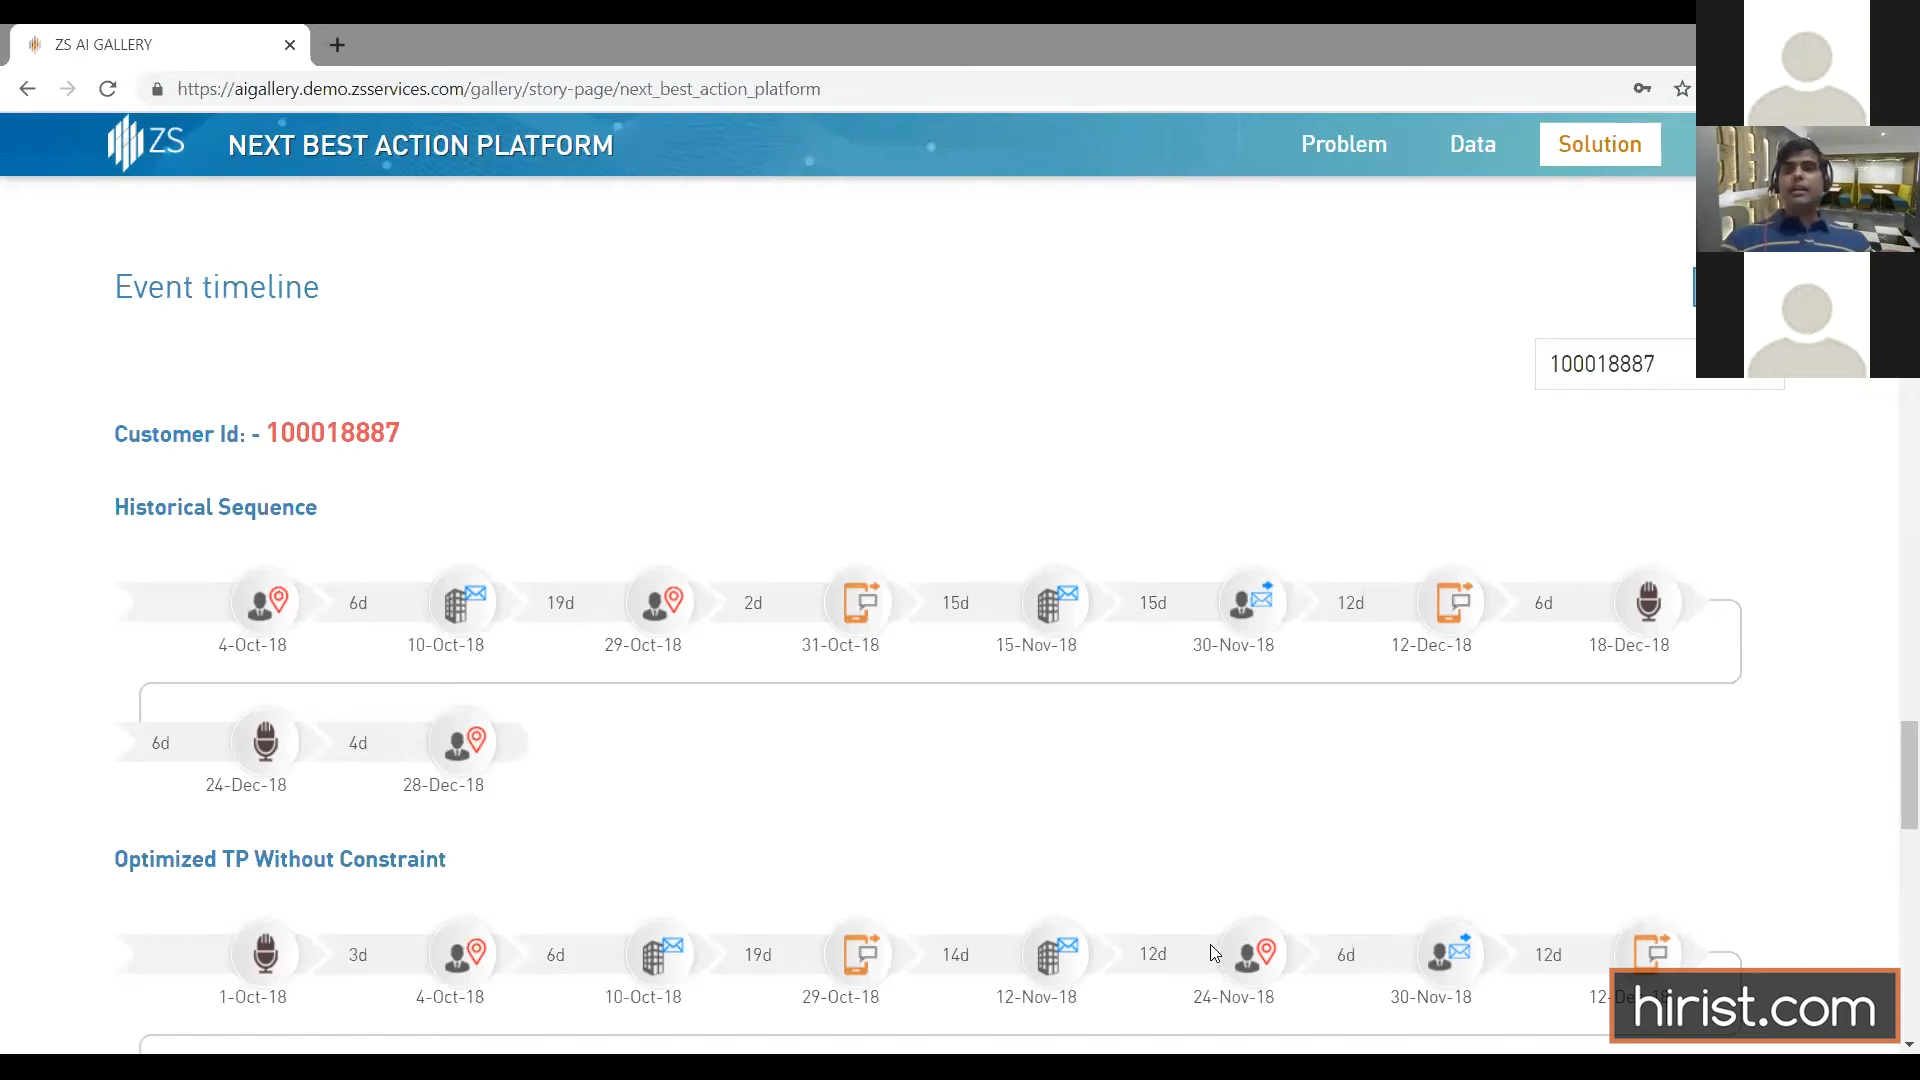 ZS AI GALLERY
https://aigallery.demo.zsservices.com/gallery/story-page/next_best_action_platform
ZS
NEXT BEST ACTION PLATFORM
Problem
Data
Solution
Event timeline
100018887
Customer Id: - 100018887
Historical Sequence
6d 19d 2d 15d 15d 12d 6d
4-Oct-18 10-Oct-18 29-Oct-18 31-Oct-18 15-Nov-18 30-Nov-18 12-Dec-18 18-Dec-18
6d 4d
24-Dec-18 28-Dec-18
Optimized TP Without Constraint
3d 6d 19d 14d 12d 6d 12d
1-Oct-18 4-Oct-18 10-Oct-18 29-Oct-18 12-Nov-18 24-Nov-18 30-Nov-18
hirist.com